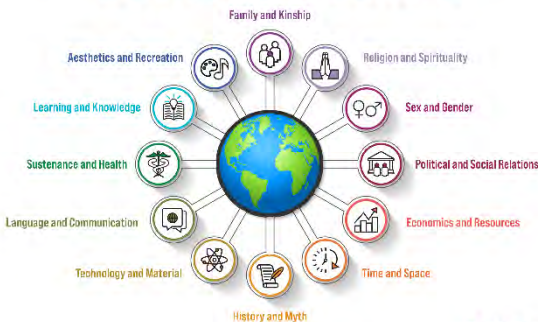 Family and Kinship
Aesthetics and Recreation
Religion and Spirituality
Learning and Knowledge
Sex and Gender
Sustenance and Health
Political and Social Relations
Language and Communication
Economics and Resources
Technology and Material
Time and Space
History and Myth